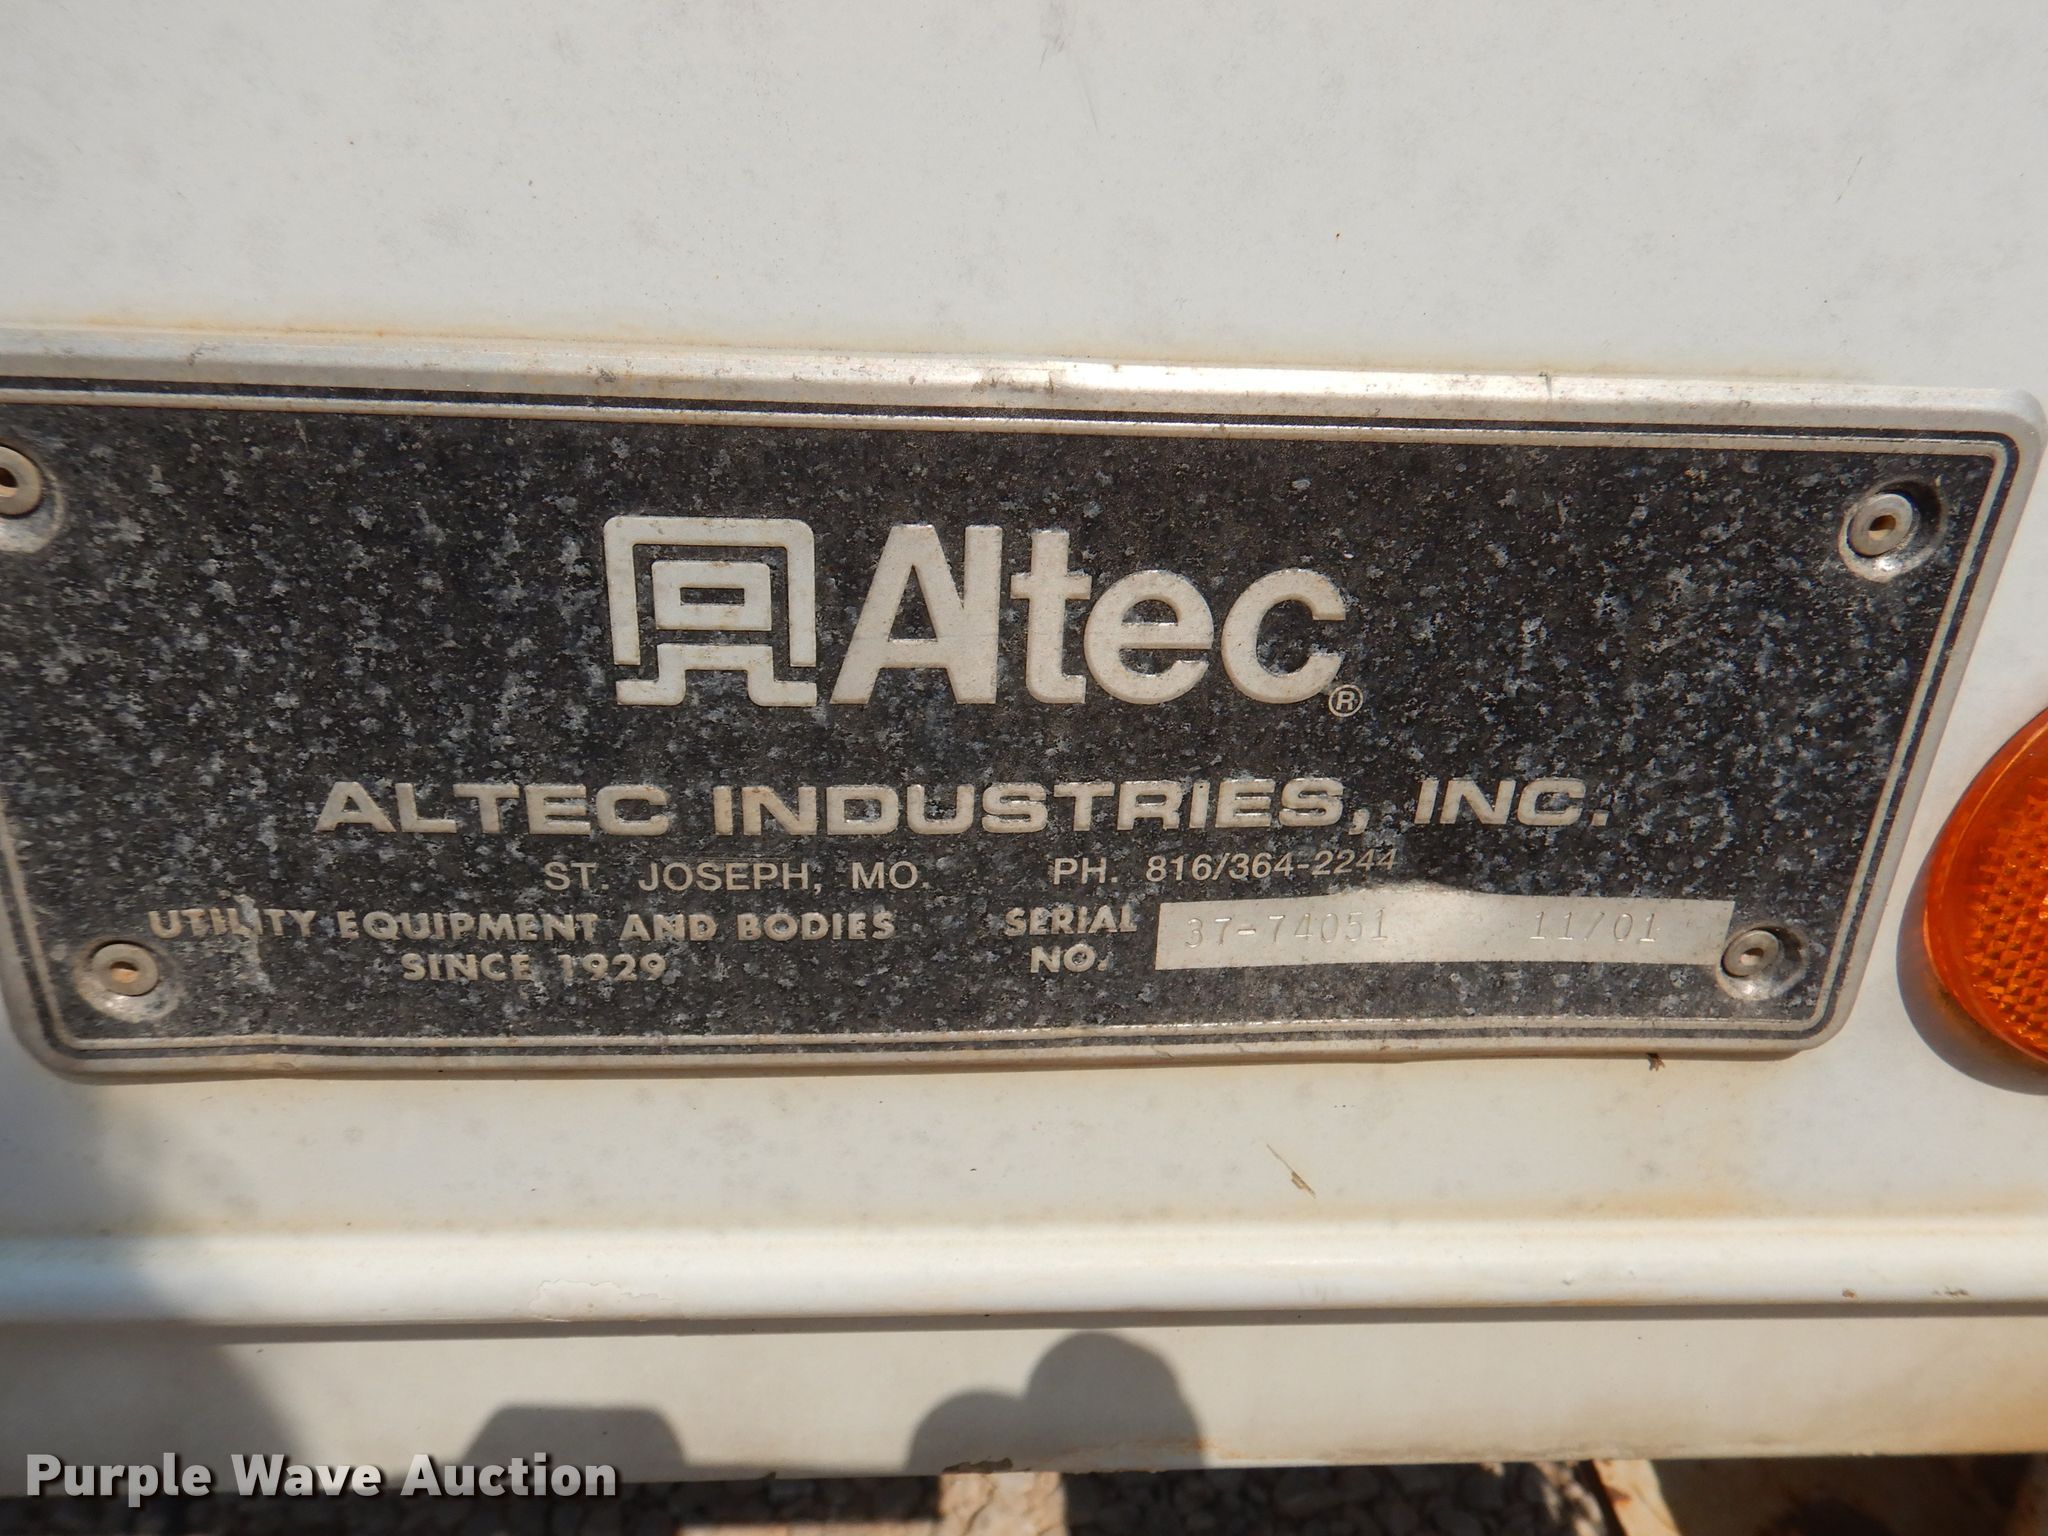 Altec®
ALTEC INDUSTRIES, INC.
ST. JOSEPH, MO. PH. 816/364-2244
UTILITY EQUIPMENT AND BODIES
SINCE 1929
SERIAL NO. 37-74051 11/01
Purple Wave Auction